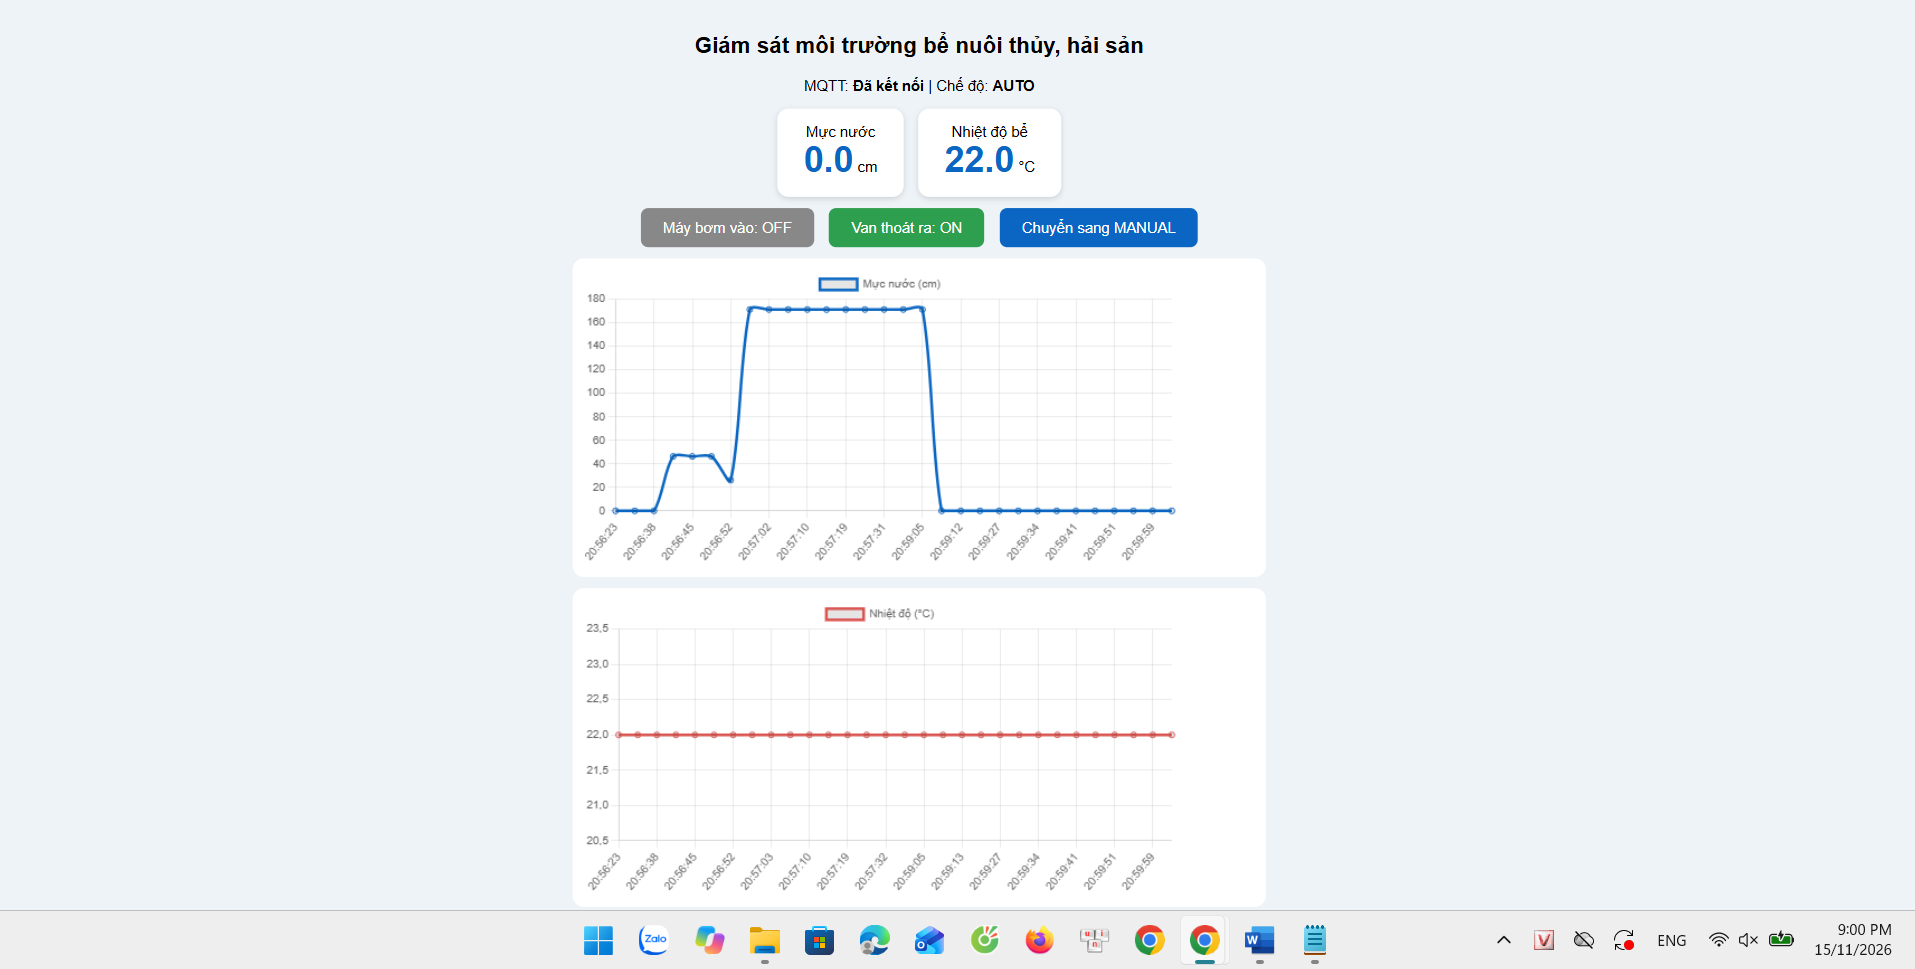 Giám sát môi trường bể nuôi thủy, hải sản
MQTT: Đã kết nối | Chế độ: AUTO
Mực nước
0.0 cm
Nhiệt độ bể
22.0 °C
Máy bơm vào: OFF
Van thoát ra: ON
Chuyển sang MANUAL
Mực nước (cm)
180
160
140
120
100
80
60
40
20
0
20:56:23 20:56:38 20:56:45 20:56:52 20:57:02 20:57:10 20:57:19 20:57:31 20:59:05 20:59:12 20:59:27 20:59:34 20:59:41 20:59:51 20:59:59
Nhiệt độ (°C)
23,5
23,0
22,5
22,0
21,5
21,0
20,5
20:56:23 20:56:38 20:56:45 20:56:52 20:57:03 20:57:10 20:57:19 20:57:32 20:59:05 20:59:13 20:59:27 20:59:34 20:59:41 20:59:51 20:59:59
Zalo
ENG
9:00 PM
15/11/2026